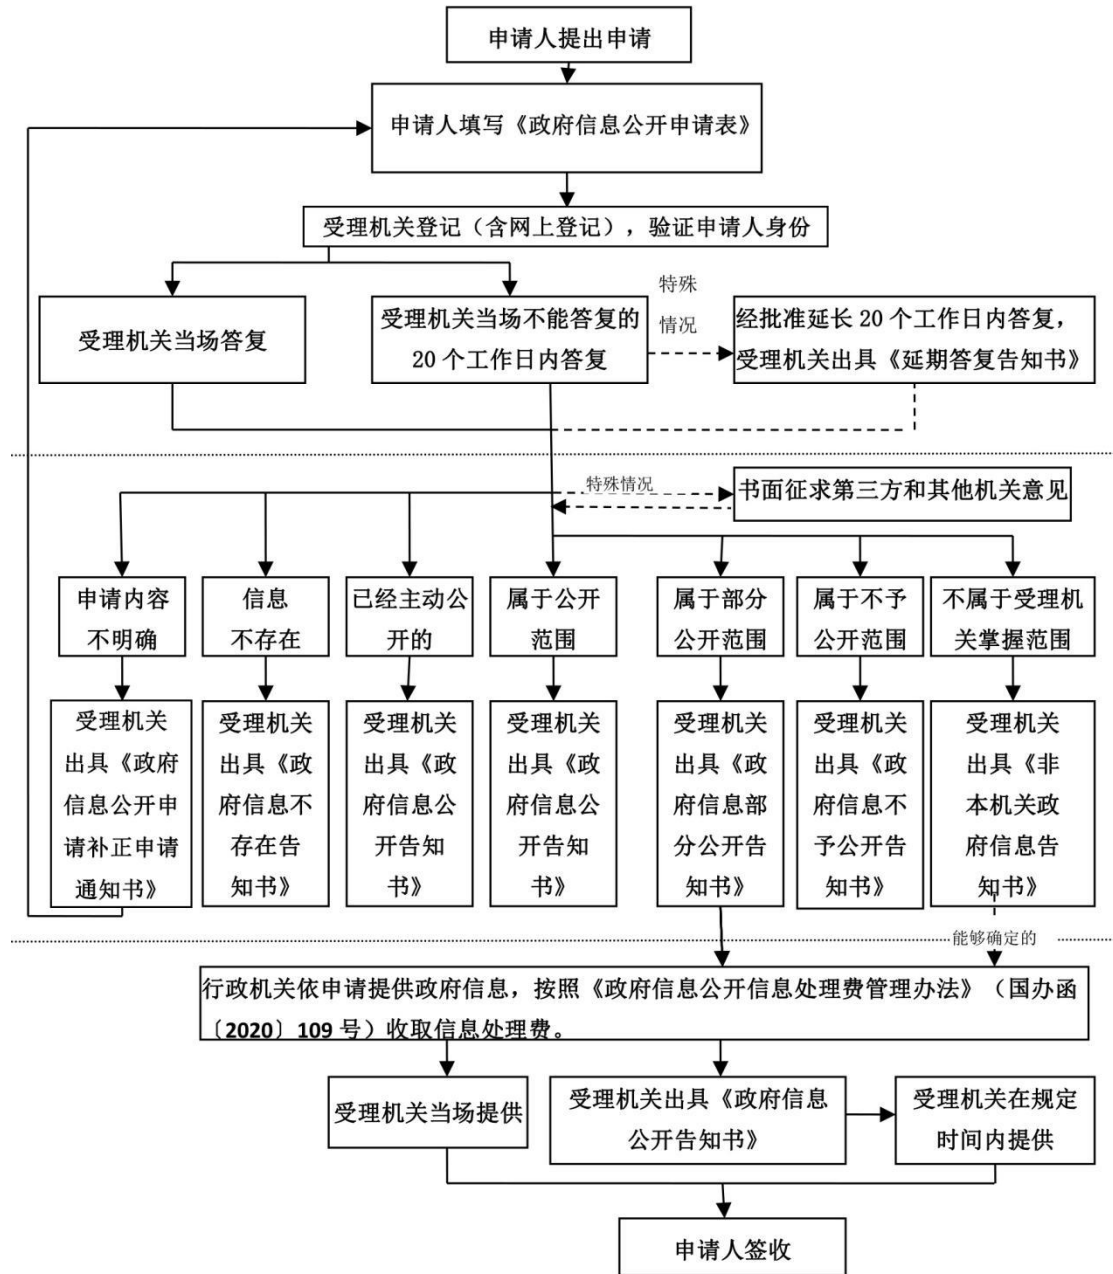 申请人提出申请
申请人填写《政府信息公开申请表》
受理机关登记（含网上登记），验证申请人身份
受理机关当场答复
受理机关当场不能答复的
20 个工作日内答复
特殊
情况
经批准延长 20 个工作日内答复，
受理机关出具《延期答复告知书》
特殊情况
书面征求第三方和其他机关意见
申请内容
不明确
信息
不存在
已经主动公
开的
属于公开
范围
属于部分
公开范围
属于不予
公开范围
不属于受理机
关掌握范围
受理机关
出具《政府
信息公开申
请补正申请
通知书》
受理机关
出具《政
府信息不
存在告
知书》
受理机关
出具《政
府信息公
开告知
书》
受理机关
出具《政
府信息公
开告知
书》
受理机关
出具《政
府信息部
分公开告
知书》
受理机关
出具《政
府信息不
予公开告
知书》
受理机关
出具《非
本机关政
府信息告
知书》
能够确定的
行政机关依申请提供政府信息，按照《政府信息公开信息处理费管理办法》（国办函
〔2020〕109 号）收取信息处理费。
受理机关当场提供
受理机关出具《政府信息
公开告知书》
受理机关在规定
时间内提供
申请人签收